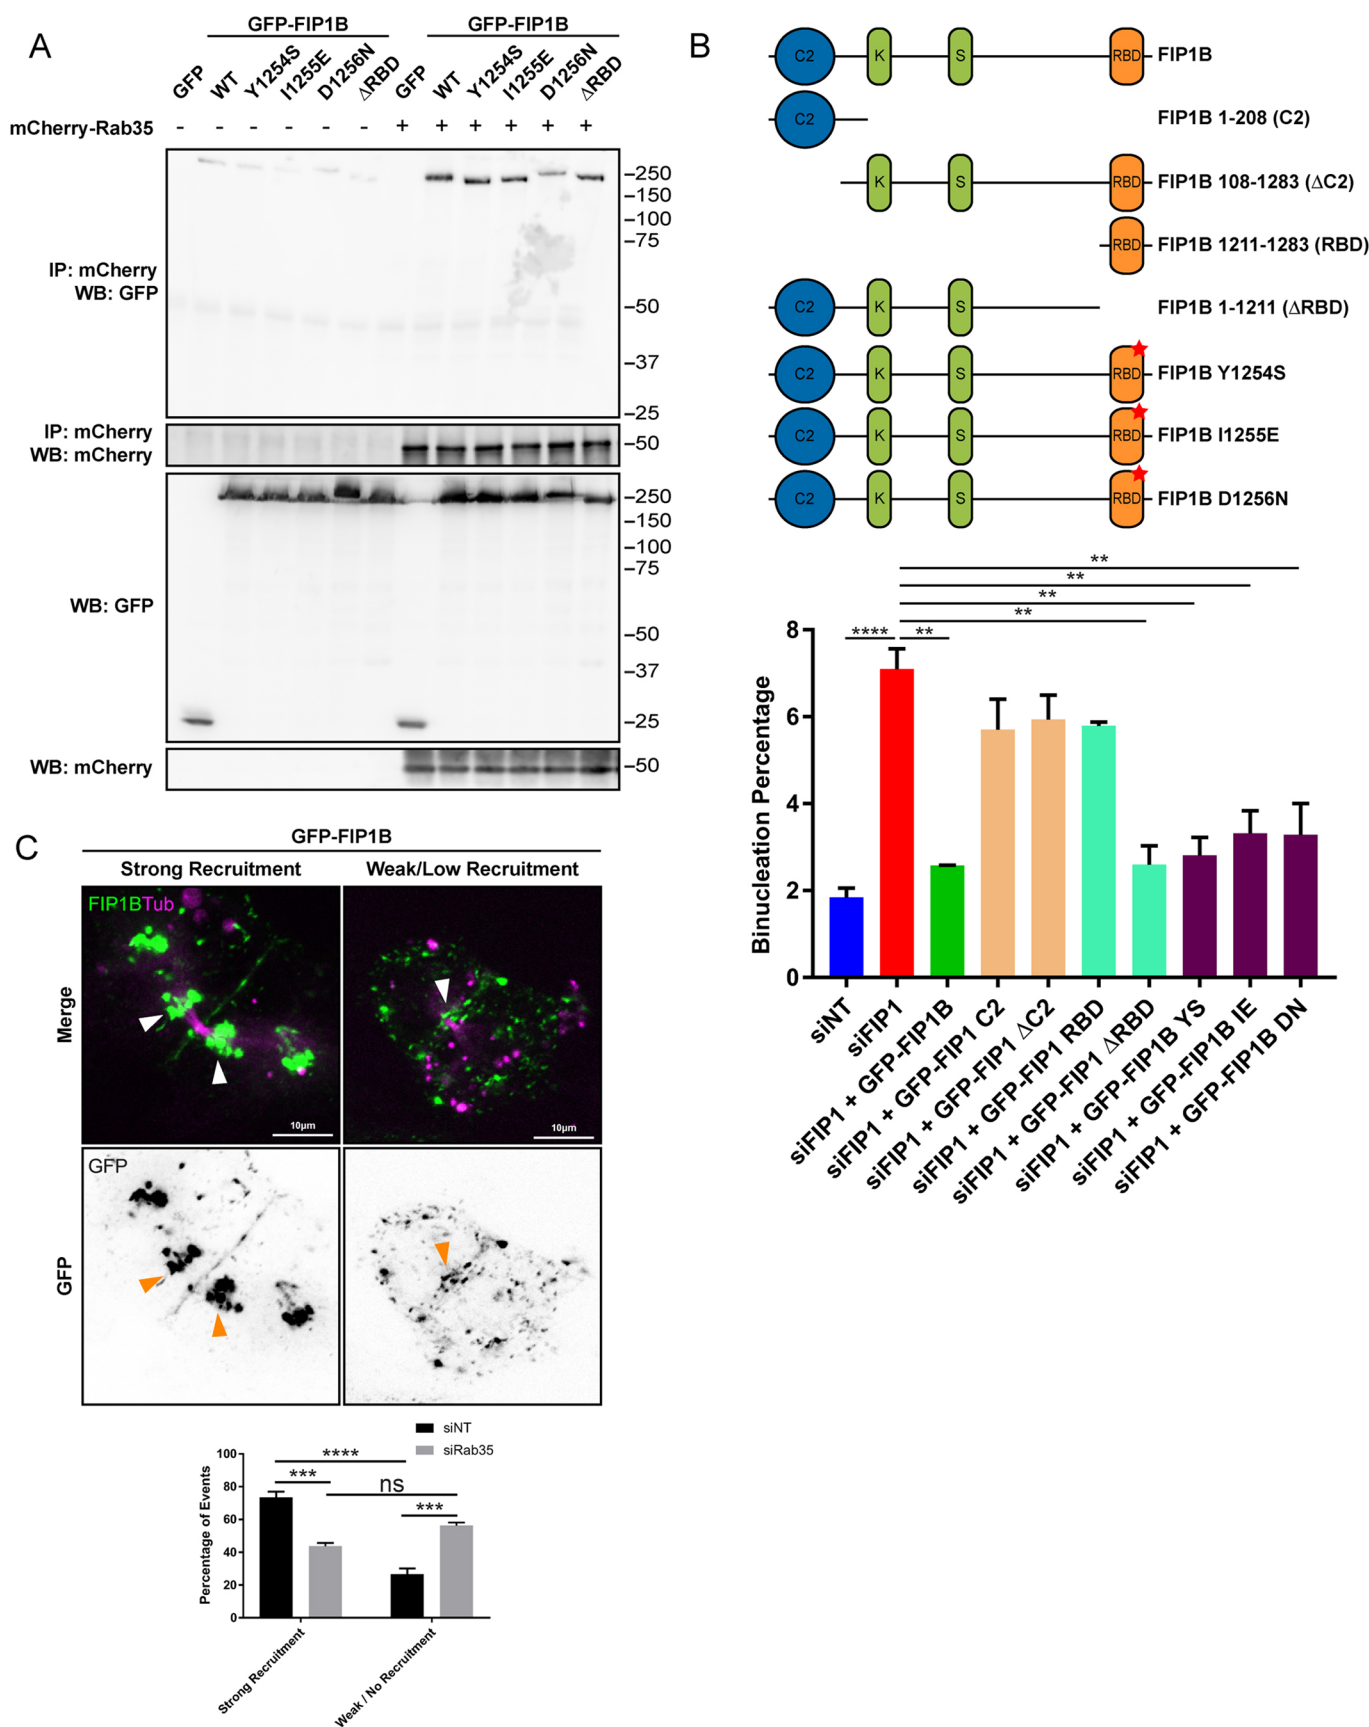 A
GFP-FIP1B
GFP-FIP1B
GFP WT Y1254S I1255E D1256N ΔRBD GFP WT Y1254S I1255E D1256N ΔRBD
mCherry-Rab35 - - - - - - + + + + + +
IP: mCherry
WB: GFP
–250
–150
–100
–75
–50
–37
–25
IP: mCherry
WB: mCherry
–50
WB: GFP
–250
–150
–100
–75
–50
–37
–25
WB: mCherry
–50
B
C2 K S RBD FIP1B
C2 FIP1B 1-208 (C2)
K S RBD FIP1B 108-1283 (ΔC2)
RBD FIP1B 1211-1283 (RBD)
C2 K S FIP1B 1-1211 (ΔRBD)
C2 K S RBD FIP1B Y1254S
C2 K S RBD FIP1B I1255E
C2 K S RBD FIP1B D1256N
**
**
**
**
**** **
Binucleation Percentage
8
6
4
2
0
siNT
siFIP1
siFIP1 + GFP-FIP1B
siFIP1 + GFP-FIP1 C2
siFIP1 + GFP-FIP1 ΔC2
siFIP1 + GFP-FIP1 RBD
siFIP1 + GFP-FIP1 ΔRBD
siFIP1 + GFP-FIP1B YS
siFIP1 + GFP-FIP1B IE
siFIP1 + GFP-FIP1B DN
C
GFP-FIP1B
Strong Recruitment Weak/Low Recruitment
Merge
FIP1BTub
10µm
10µm
GFP
GFP
siNT
siRab35
Percentage of Events
100
80
60
40
20
0
****
***
ns
***
Strong Recruitment
Weak / No Recruitment